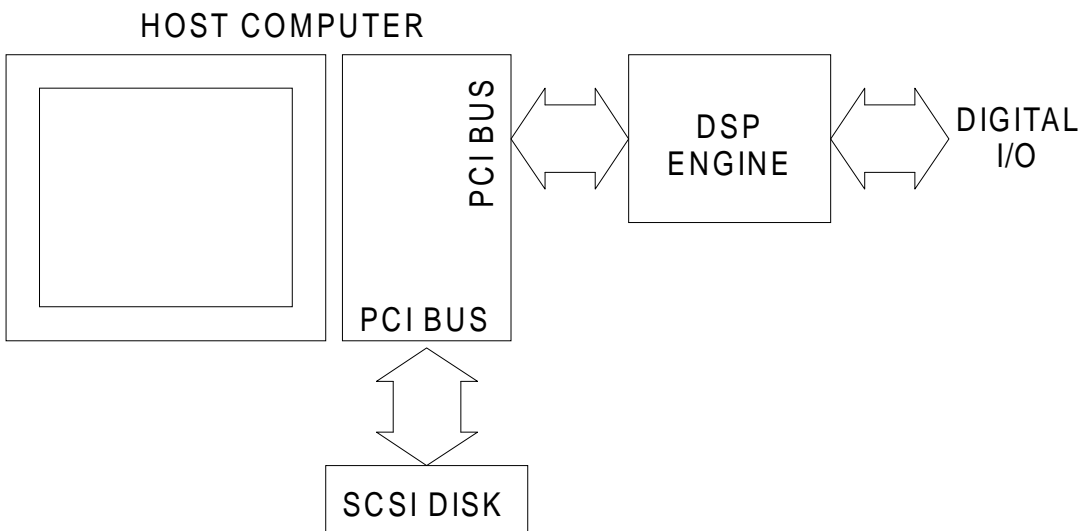 HOST COMPUTER
PCI BUS
DSP
ENGINE
DIGITAL
I/O
PCI BUS
SCSI DISK